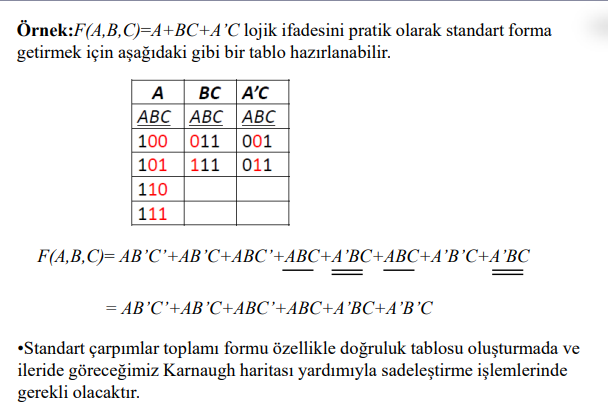 Örnek:F(A,B,C)=A+BC+A’C lojik ifadesini pratik olarak standart forma
getirmek için aşağıdaki gibi bir tablo hazırlanabilir.
A BC A’C
ABC ABC ABC
100 011 001
101 111 011
110
111
F(A,B,C)= AB’C’+AB’C+ABC’+ABC+A’BC+ABC+A’B’C+A’BC
= AB’C’+AB’C+ABC’+ABC+A’BC+A’B’C
•Standart çarpımlar toplamı formu özellikle doğruluk tablosu oluşturmada ve
ileride göreceğimiz Karnaugh haritası yardımıyla sadeleştirme işlemlerinde
gerekli olacaktır.